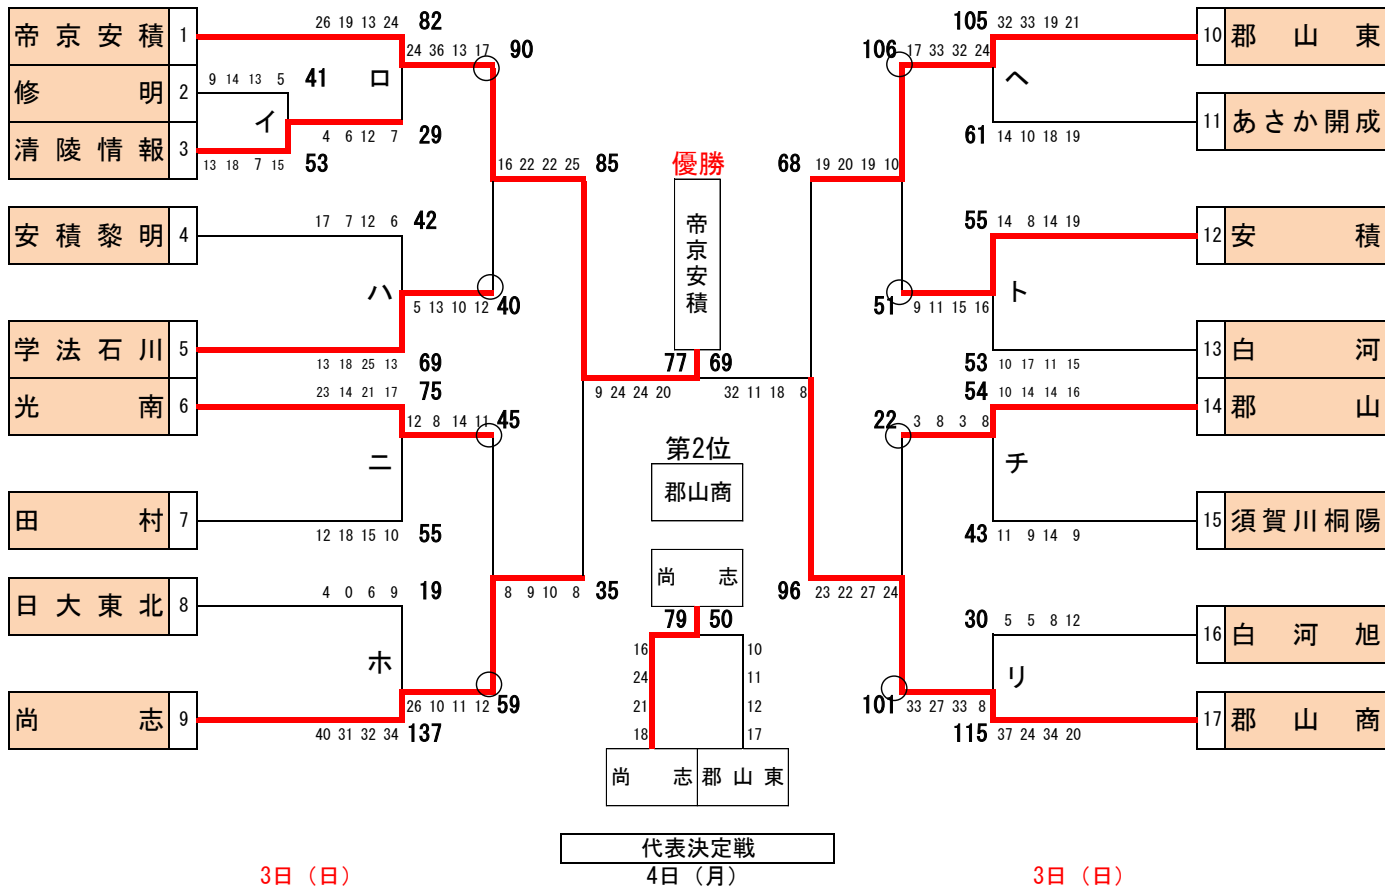 帝京安積 1 26 19 13 24 82
24 36 13 17 90
修明 2 9 14 13 5 41
イ
ロ
清陵情報 3 13 18 7 15 53
4 6 12 7 29
16 22 22 25 85
安積黎明 4 17 7 12 6 42
ハ
5 13 10 12 40
学法石川 5 13 18 25 13 69
光南 6 23 14 21 17 75
12 8 14 11 45
ニ
田村 7 12 18 15 10 55
日大東北 8 4 0 6 9 19
8 9 10 8 35
ホ
26 10 11 12 59
尚志 9 40 31 32 34 137
優勝
帝京安積
77 69
9 24 24 20
32 11 18 8
第2位
郡山商
尚志
79 50
16 10
24 11
21 12
18 17
尚志 郡山東
105 32 33 19 21 10 郡山東
106 17 33 32 24
ヘ
61 14 10 18 19 11 あさか開成
68 19 20 19 10
55 14 8 14 19 12 安積
ト
51 9 11 15 16
53 10 17 11 15 13 白河
54 10 14 14 16 14 郡山
22 3 8 3 8
チ
43 11 9 14 9 15 須賀川桐陽
96 23 22 27 24
30 5 5 8 12 16 白河旭
リ
101 33 27 33 8
115 37 24 34 20 17 郡山商
代表決定戦
3日（日） 4日（月） 3日（日）